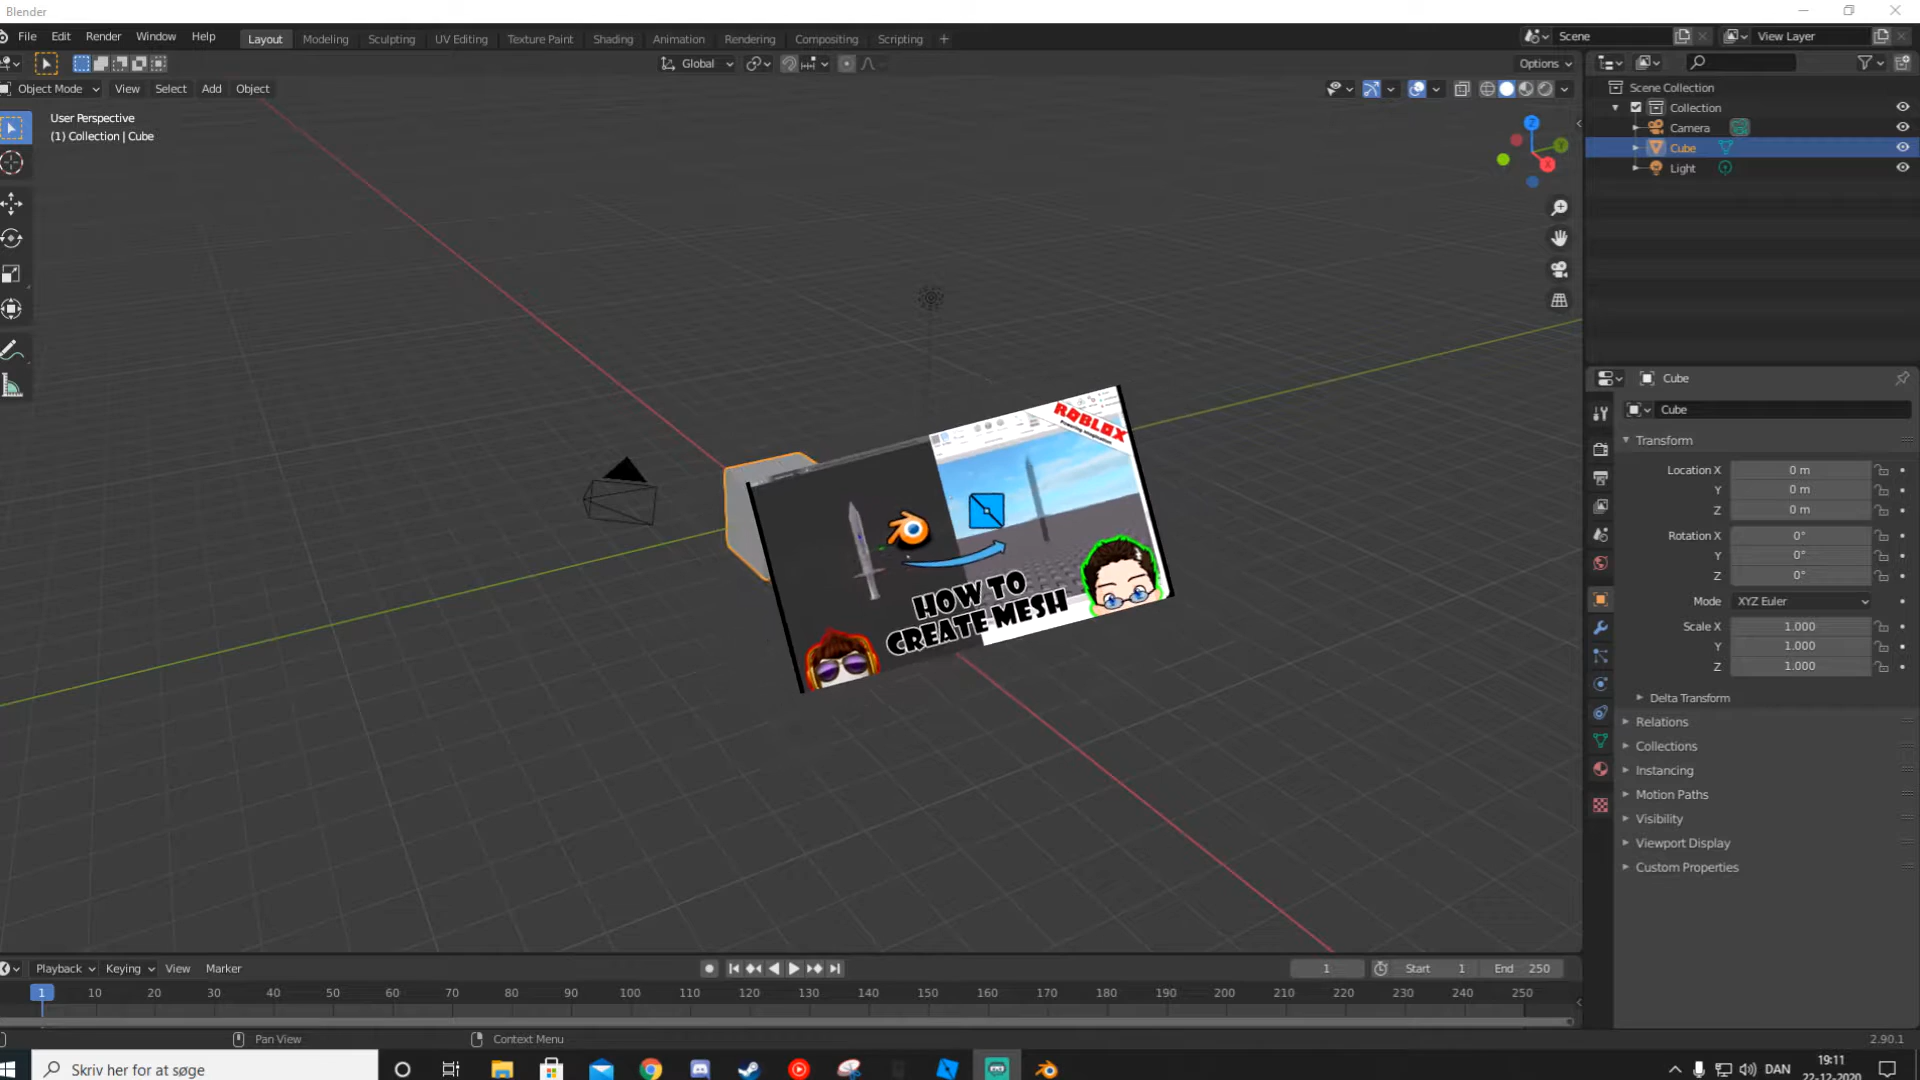 Blender
File Edit Render Window Help Layout Modeling Sculpting UV Editing Texture Paint Shading Animation Rendering Compositing Scripting + Scene View Layer
Global Options
Object Mode View Select Add Object
User Perspective
(1) Collection | Cube
Z
Y
X
Scene Collection
Collection
Camera
Cube
Light
ROBLOX
HOW TO
CREATE MESH
Cube
Cube
Transform
Location X 0 m
Y 0 m
Z 0 m
Rotation X 0°
Y 0°
Z 0°
Mode XYZ Euler
Scale X 1.000
Y 1.000
Z 1.000
Delta Transform
Relations
Collections
Instancing
Motion Paths
Visibility
Viewport Display
Custom Properties
Playback Keying View Marker 1 Start 1 End 250
1 10 20 30 40 50 60 70 80 90 100 110 120 130 140 150 160 170 180 190 200 210 220 230 240 250
Pan View Context Menu 2.90.1
Skriv her for at søge DAN 19:11
22-12-2020